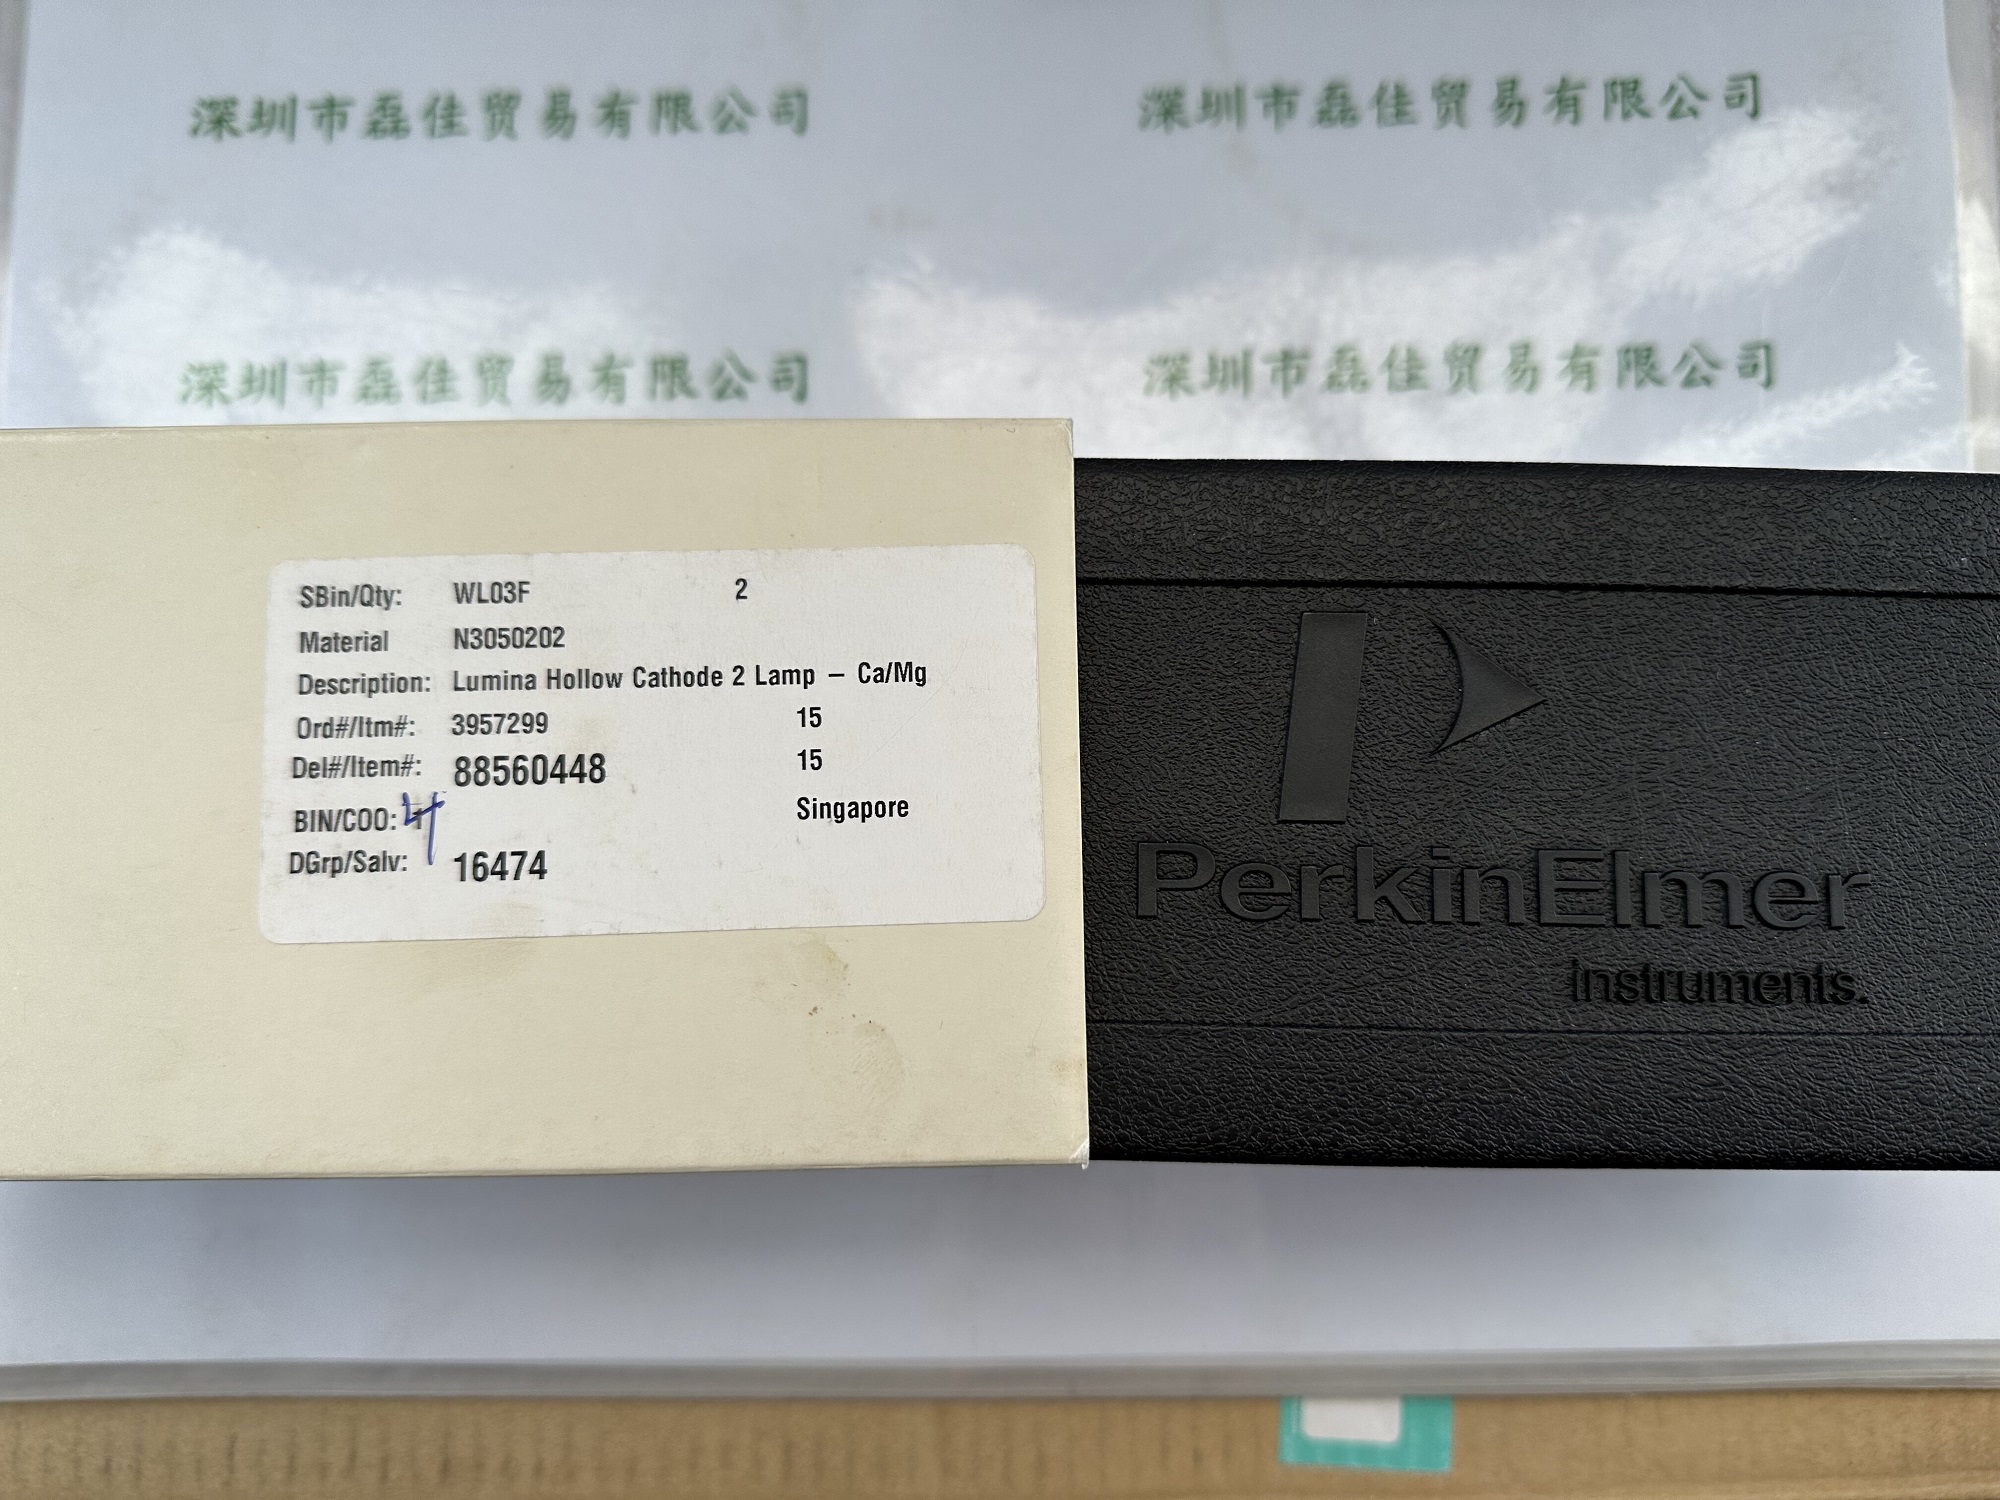 深圳市磊佳贸易有限公司 深圳市磊佳贸易有限公司
深圳市磊佳贸易有限公司 深圳市磊佳贸易有限公司
SBin/Qty: WL03F 2
Material N3050202
Description: Lumina Hollow Cathode 2 Lamp – Ca/Mg
Ord#/Itm#: 3957299 15
Del#/Item#: 88560448 15
BIN/COO: 4 Singapore
DGrp/Salv: 16474
PerkinElmer
instruments.